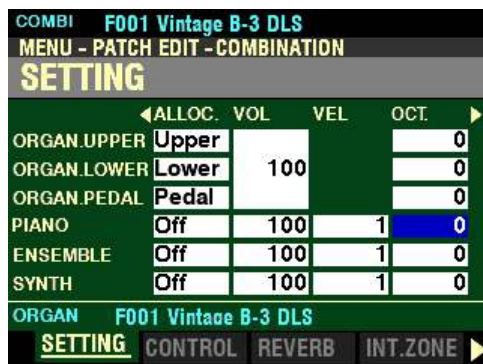 COMBI F001 Vintage B-3 DLS
MENU - PATCH EDIT - COMBINATION
SETTING
ALLOC. VOL VEL OCT.
ORGAN.UPPER Upper 0
ORGAN.LOWER Lower 100 0
ORGAN.PEDAL Pedal 0
PIANO Off 100 1 0
ENSEMBLE Off 100 1 0
SYNTH Off 100 1 0
ORGAN F001 Vintage B-3 DLS
SETTING CONTROL REVERB INT.ZONE